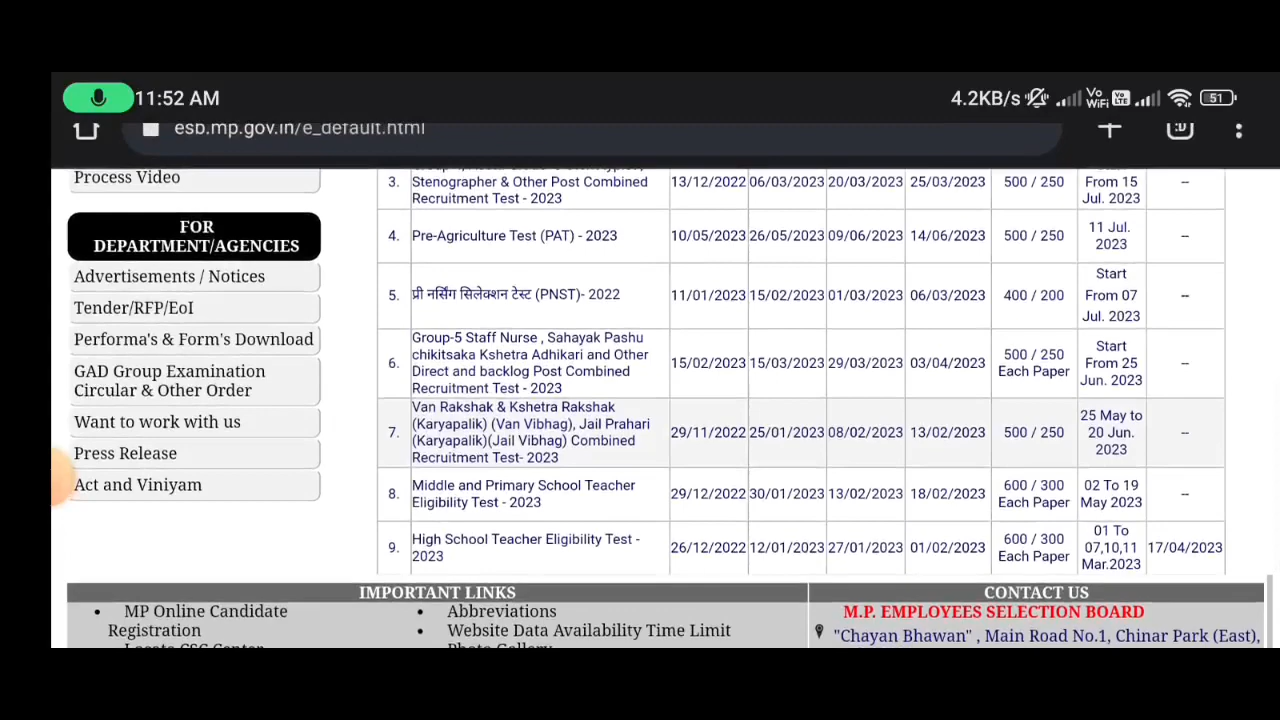 11:52 AM
4.2KB/s
Vo
WiFi
Vo
LTE
51
esb.mp.gov.in/e_default.html
:D
Process Video
FOR
DEPARTMENT/AGENCIES
Advertisements / Notices
Tender/RFP/EoI
Performa's & Form's Download
GAD Group Examination
Circular & Other Order
Want to work with us
Press Release
Act and Viniyam
3.
Stenographer & Other Post Combined
Recruitment Test - 2023
13/12/2022 06/03/2023 20/03/2023 25/03/2023 500 / 250
From 15
Jul. 2023
--
4. Pre-Agriculture Test (PAT) - 2023 10/05/2023 26/05/2023 09/06/2023 14/06/2023 500 / 250
11 Jul.
2023
--
5. प्री नर्सिंग सिलेक्शन टेस्ट (PNST)- 2022 11/01/2023 15/02/2023 01/03/2023 06/03/2023 400 / 200
Start
From 07
Jul. 2023
--
6.
Group-5 Staff Nurse , Sahayak Pashu
chikitsaka Kshetra Adhikari and Other
Direct and backlog Post Combined
Recruitment Test - 2023
15/02/2023 15/03/2023 29/03/2023 03/04/2023
500 / 250
Each Paper
Start
From 25
Jun. 2023
--
7.
Van Rakshak & Kshetra Rakshak
(Karyapalik) (Van Vibhag), Jail Prahari
(Karyapalik)(Jail Vibhag) Combined
Recruitment Test- 2023
29/11/2022 25/01/2023 08/02/2023 13/02/2023 500 / 250
25 May to
20 Jun.
2023
--
8.
Middle and Primary School Teacher
Eligibility Test - 2023
29/12/2022 30/01/2023 13/02/2023 18/02/2023
600 / 300
Each Paper
02 To 19
May 2023
--
9.
High School Teacher Eligibility Test -
2023
26/12/2022 12/01/2023 27/01/2023 01/02/2023
600 / 300
Each Paper
01 To
07,10,11
Mar.2023
17/04/2023
IMPORTANT LINKS
• MP Online Candidate
Registration
• Abbreviations
• Website Data Availability Time Limit
CONTACT US
M.P. EMPLOYEES SELECTION BOARD
"Chayan Bhawan" , Main Road No.1, Chinar Park (East),